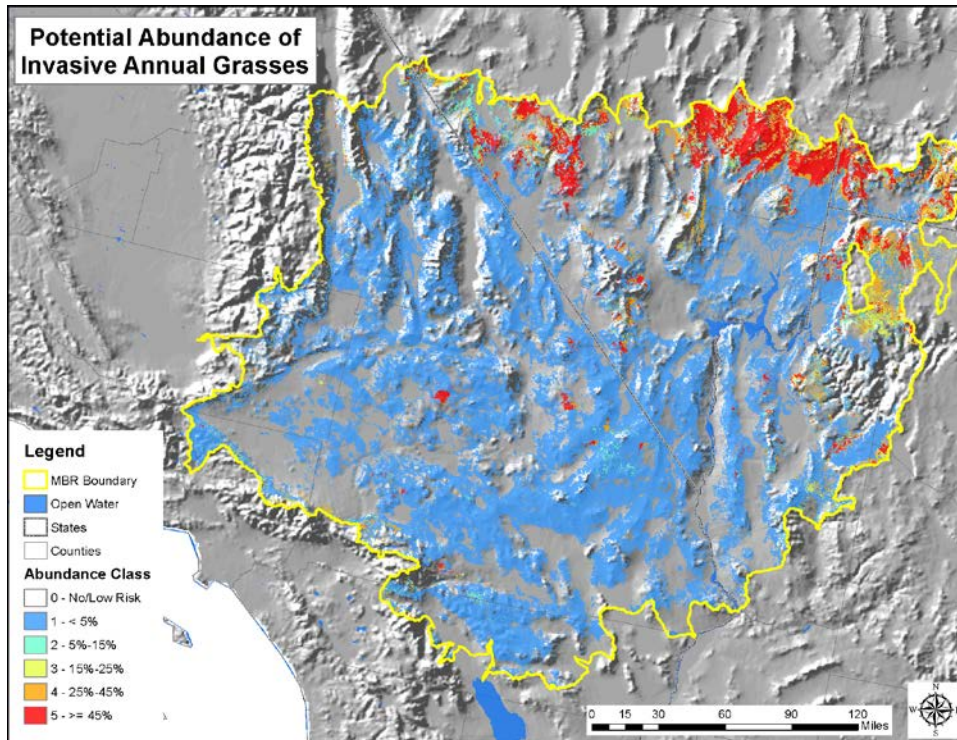 Potential Abundance of
Invasive Annual Grasses
Legend
MBR Boundary
Open Water
States
Counties
Abundance Class
0 - No/Low Risk
1 - < 5%
2 - 5%-15%
3 - 15%-25%
4 - 25%-45%
5 - >= 45%
0 15 30 60 90 120
Miles
N
W E
S